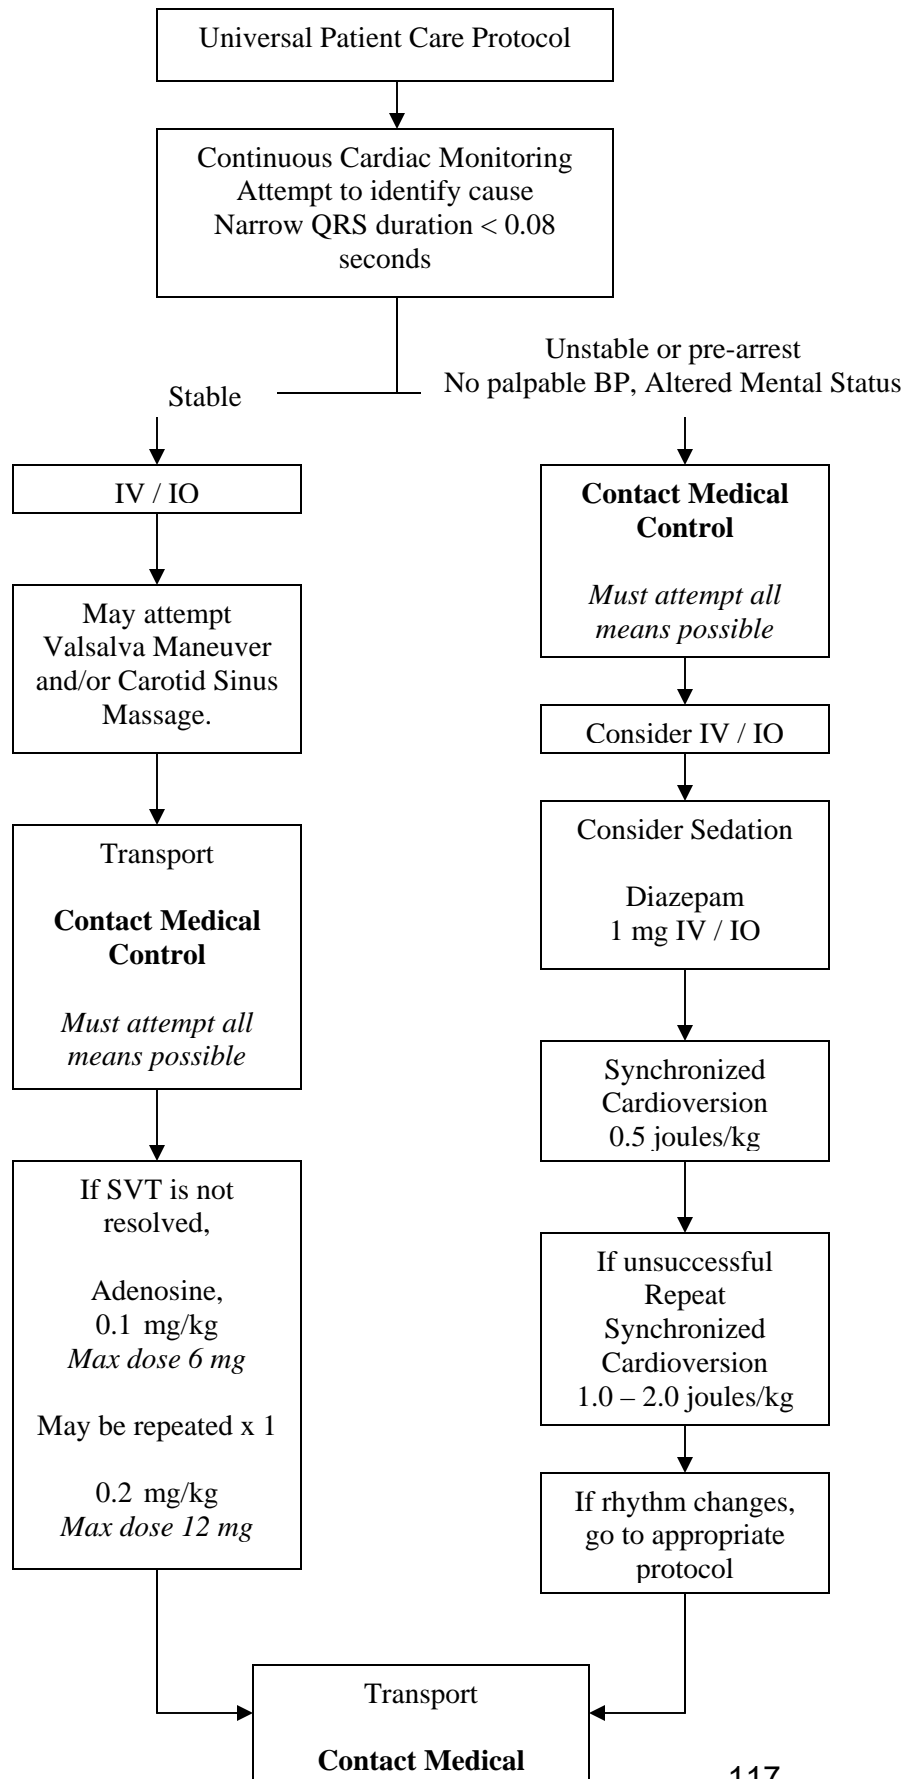 Universal Patient Care Protocol
Continuous Cardiac Monitoring
Attempt to identify cause
Narrow QRS duration < 0.08
seconds
Stable
Unstable or pre-arrest
No palpable BP, Altered Mental Status
IV / IO
May attempt
Valsalva Maneuver
and/or Carotid Sinus
Massage.
Transport
Contact Medical
Control
Must attempt all
means possible
If SVT is not
resolved,
Adenosine,
0.1 mg/kg
Max dose 6 mg
May be repeated x 1
0.2 mg/kg
Max dose 12 mg
Contact Medical
Control
Must attempt all
means possible
Consider IV / IO
Consider Sedation
Diazepam
1 mg IV / IO
Synchronized
Cardioversion
0.5 joules/kg
If unsuccessful
Repeat
Synchronized
Cardioversion
1.0 – 2.0 joules/kg
If rhythm changes,
go to appropriate
protocol
Transport
Contact Medical
117